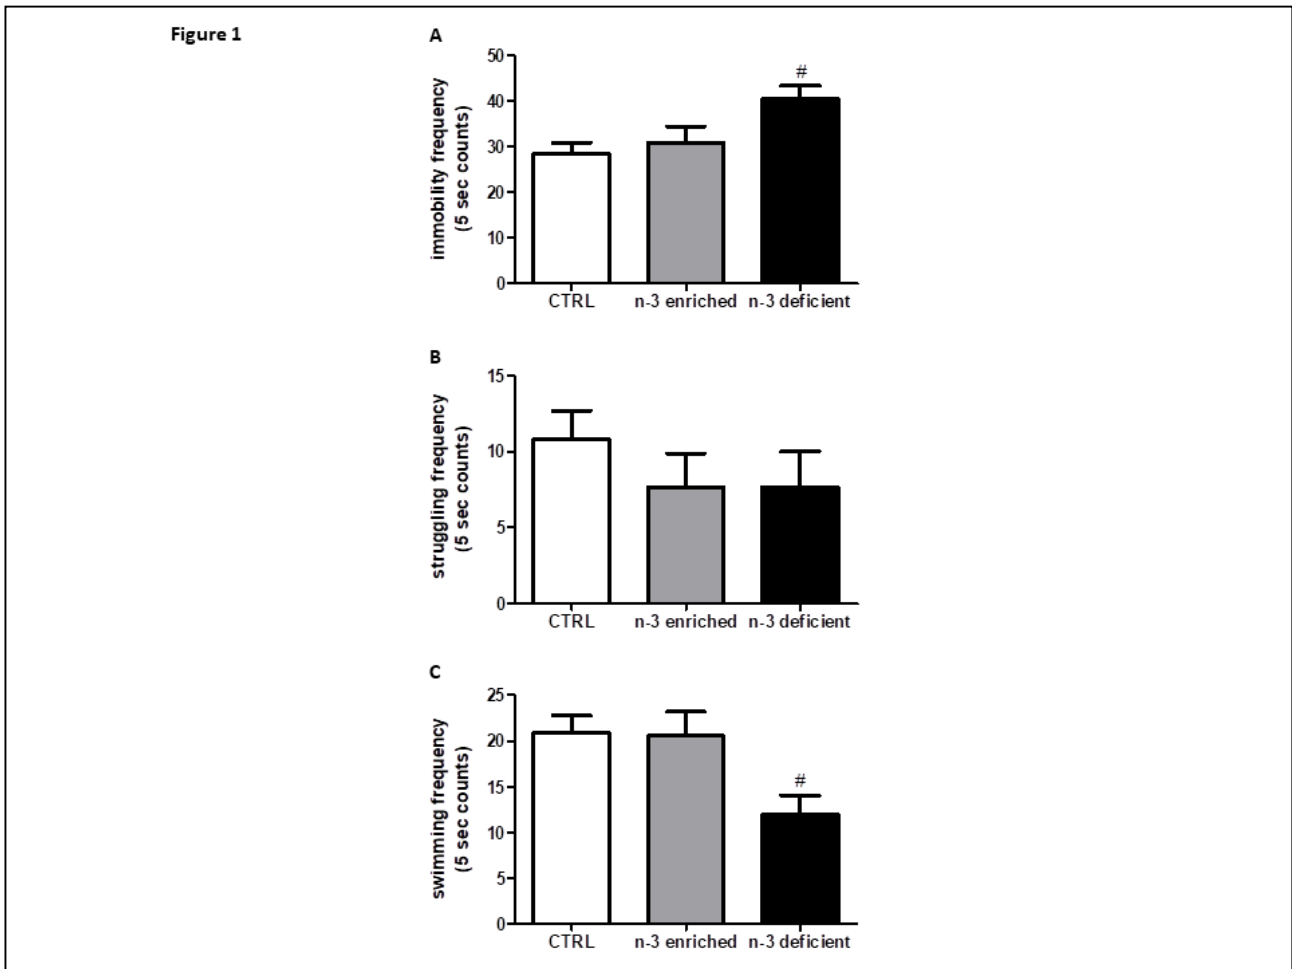 Figure 1
A
immobility frequency
(5 sec counts)
50
40
30
20
10
0
#
CTRL n-3 enriched n-3 deficient
B
struggling frequency
(5 sec counts)
15
10
5
0
CTRL n-3 enriched n-3 deficient
C
swimming frequency
(5 sec counts)
25
20
15
10
5
0
#
CTRL n-3 enriched n-3 deficient